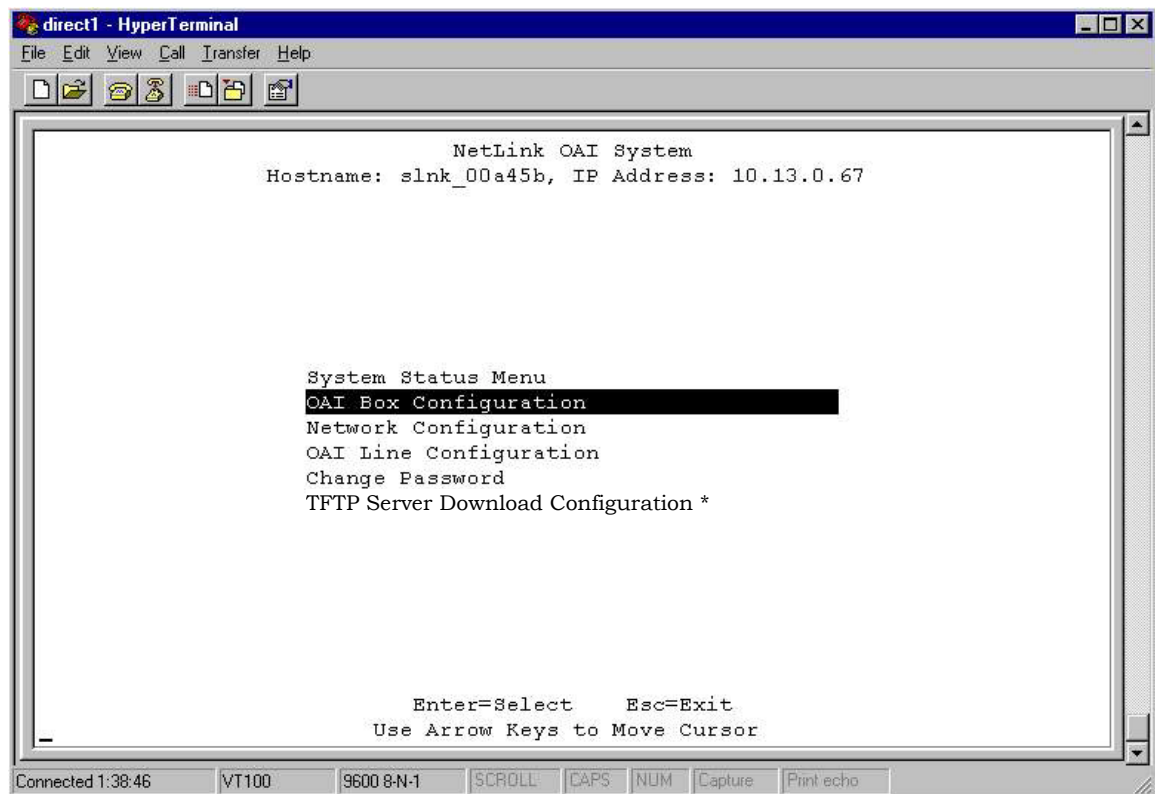 direct1 - HyperTerminal
File Edit View Call Transfer Help
NetLink OAI System
Hostname: slnk_00a45b, IP Address: 10.13.0.67
System Status Menu
OAI Box Configuration
Network Configuration
OAI Line Configuration
Change Password
TFTP Server Download Configuration *
Enter=Select Esc=Exit
Use Arrow Keys to Move Cursor
Connected 1:38:46 VT100 9600 8-N-1 SCROLL CAPS NUM Capture Print echo